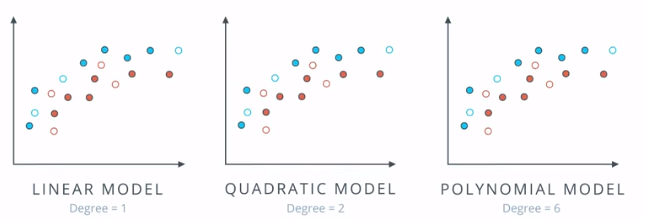 LINEAR MODEL
Degree = 1
QUADRATIC MODEL
Degree = 2
POLYNOMIAL MODEL
Degree = 6